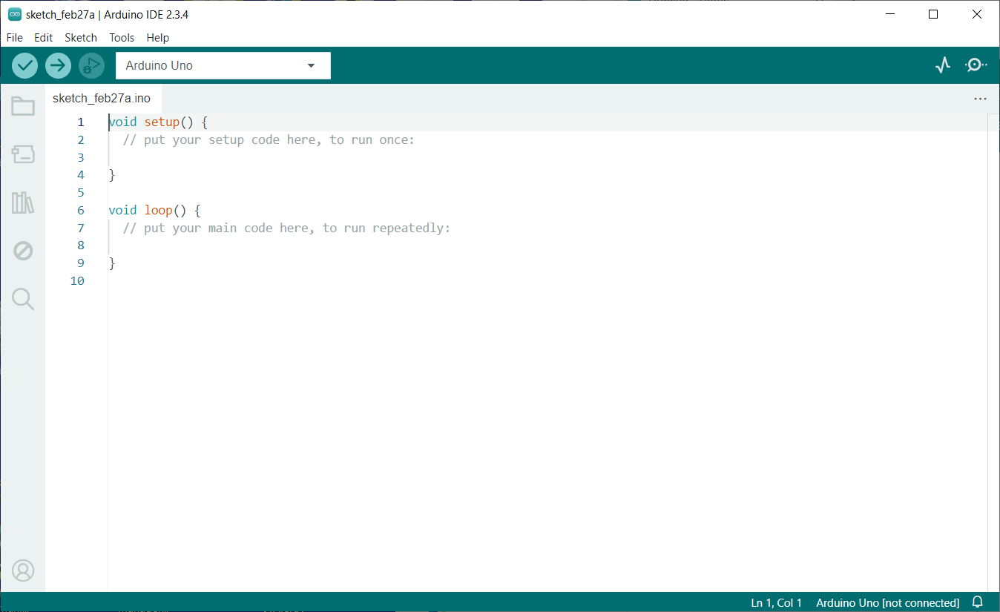 sketch_feb27a | Arduino IDE 2.3.4
File Edit Sketch Tools Help
Arduino Uno
sketch_feb27a.ino
1 void setup() {
2   // put your setup code here, to run once:
3
4 }
5
6 void loop() {
7   // put your main code here, to run repeatedly:
8
9 }
10
Ln 1, Col 1 Arduino Uno [not connected]